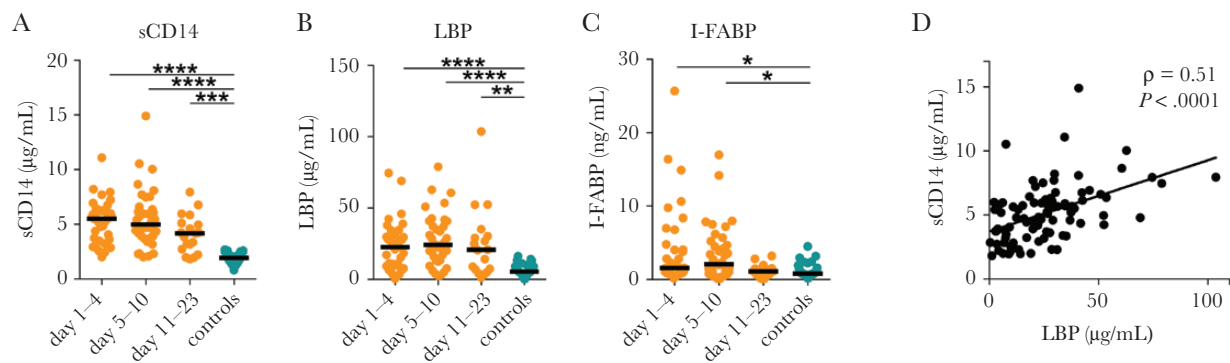 A
sCD14
sCD14 (µg/mL)
20
15
10
5
0
****
****
***
day 1–4
day 5–10
day 11–23
controls
B
LBP
LBP (µg/mL)
150
100
50
0
****
****
**
day 1–4
day 5–10
day 11–23
controls
C
I-FABP
I-FABP (ng/mL)
30
20
10
0
*
*
day 1–4
day 5–10
day 11–23
controls
D
ρ = 0.51
P < .0001
sCD14 (µg/mL)
15
10
5
0
0
50
100
LBP (µg/mL)